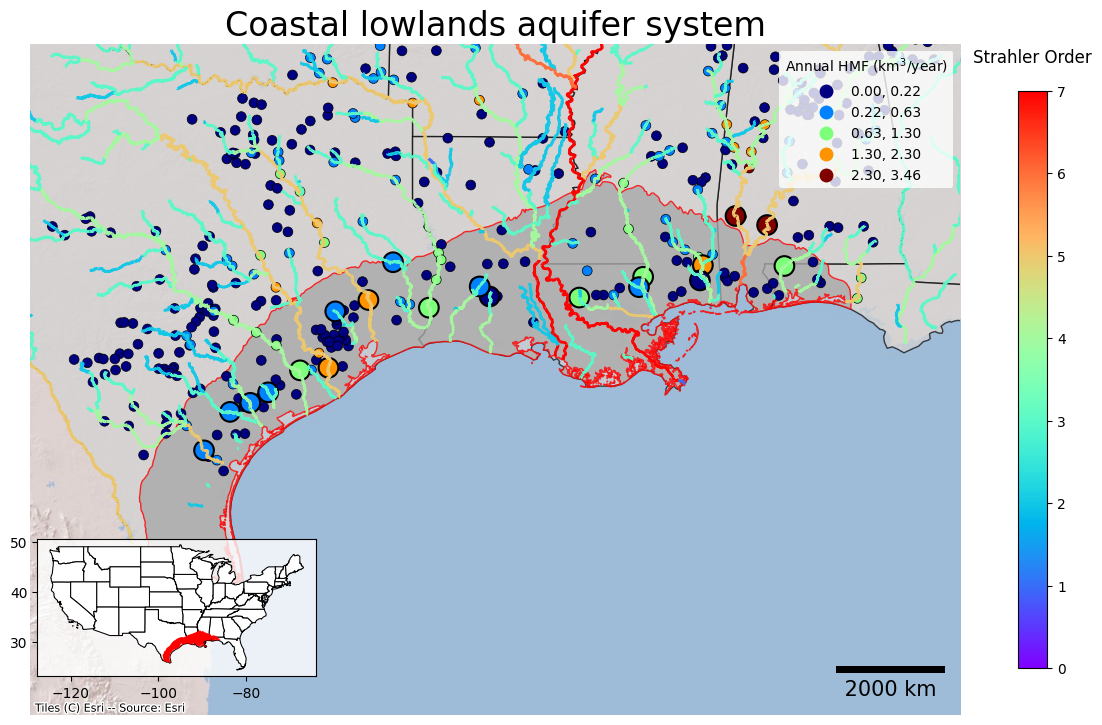 Coastal lowlands aquifer system
Strahler Order
Annual HMF (km³/year)
0.00, 0.22
0.22, 0.63
0.63, 1.30
1.30, 2.30
2.30, 3.46
7
6
5
4
3
2
1
0
50
40
30
−120 −100 −80
2000 km
Tiles (C) Esri -- Source: Esri